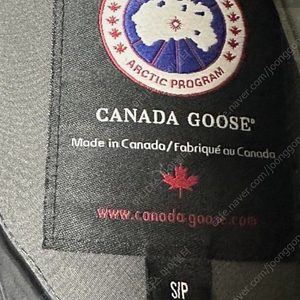 ARCTIC PROGRAM
CANADA GOOSE®
Made in Canada/Fabriqué au Canada
www.canada-goose.com
S/P